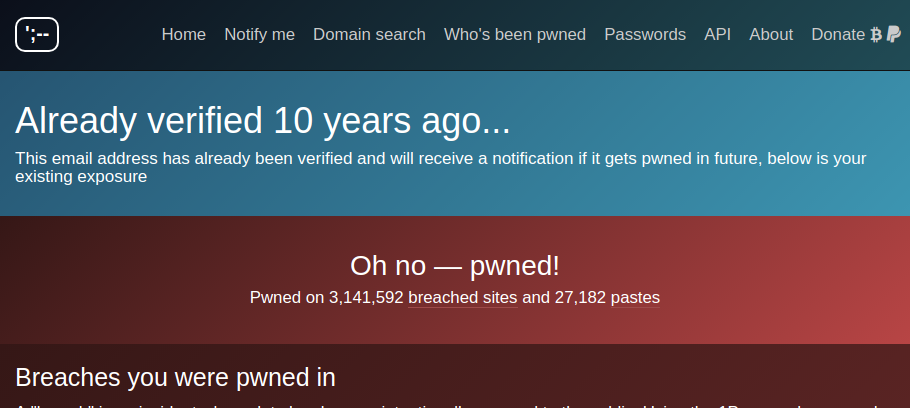 ';--
Home Notify me Domain search Who's been pwned Passwords API About Donate
Already verified 10 years ago...
This email address has already been verified and will receive a notification if it gets pwned in future, below is your
existing exposure
Oh no — pwned!
Pwned on 3,141,592 breached sites and 27,182 pastes
Breaches you were pwned in